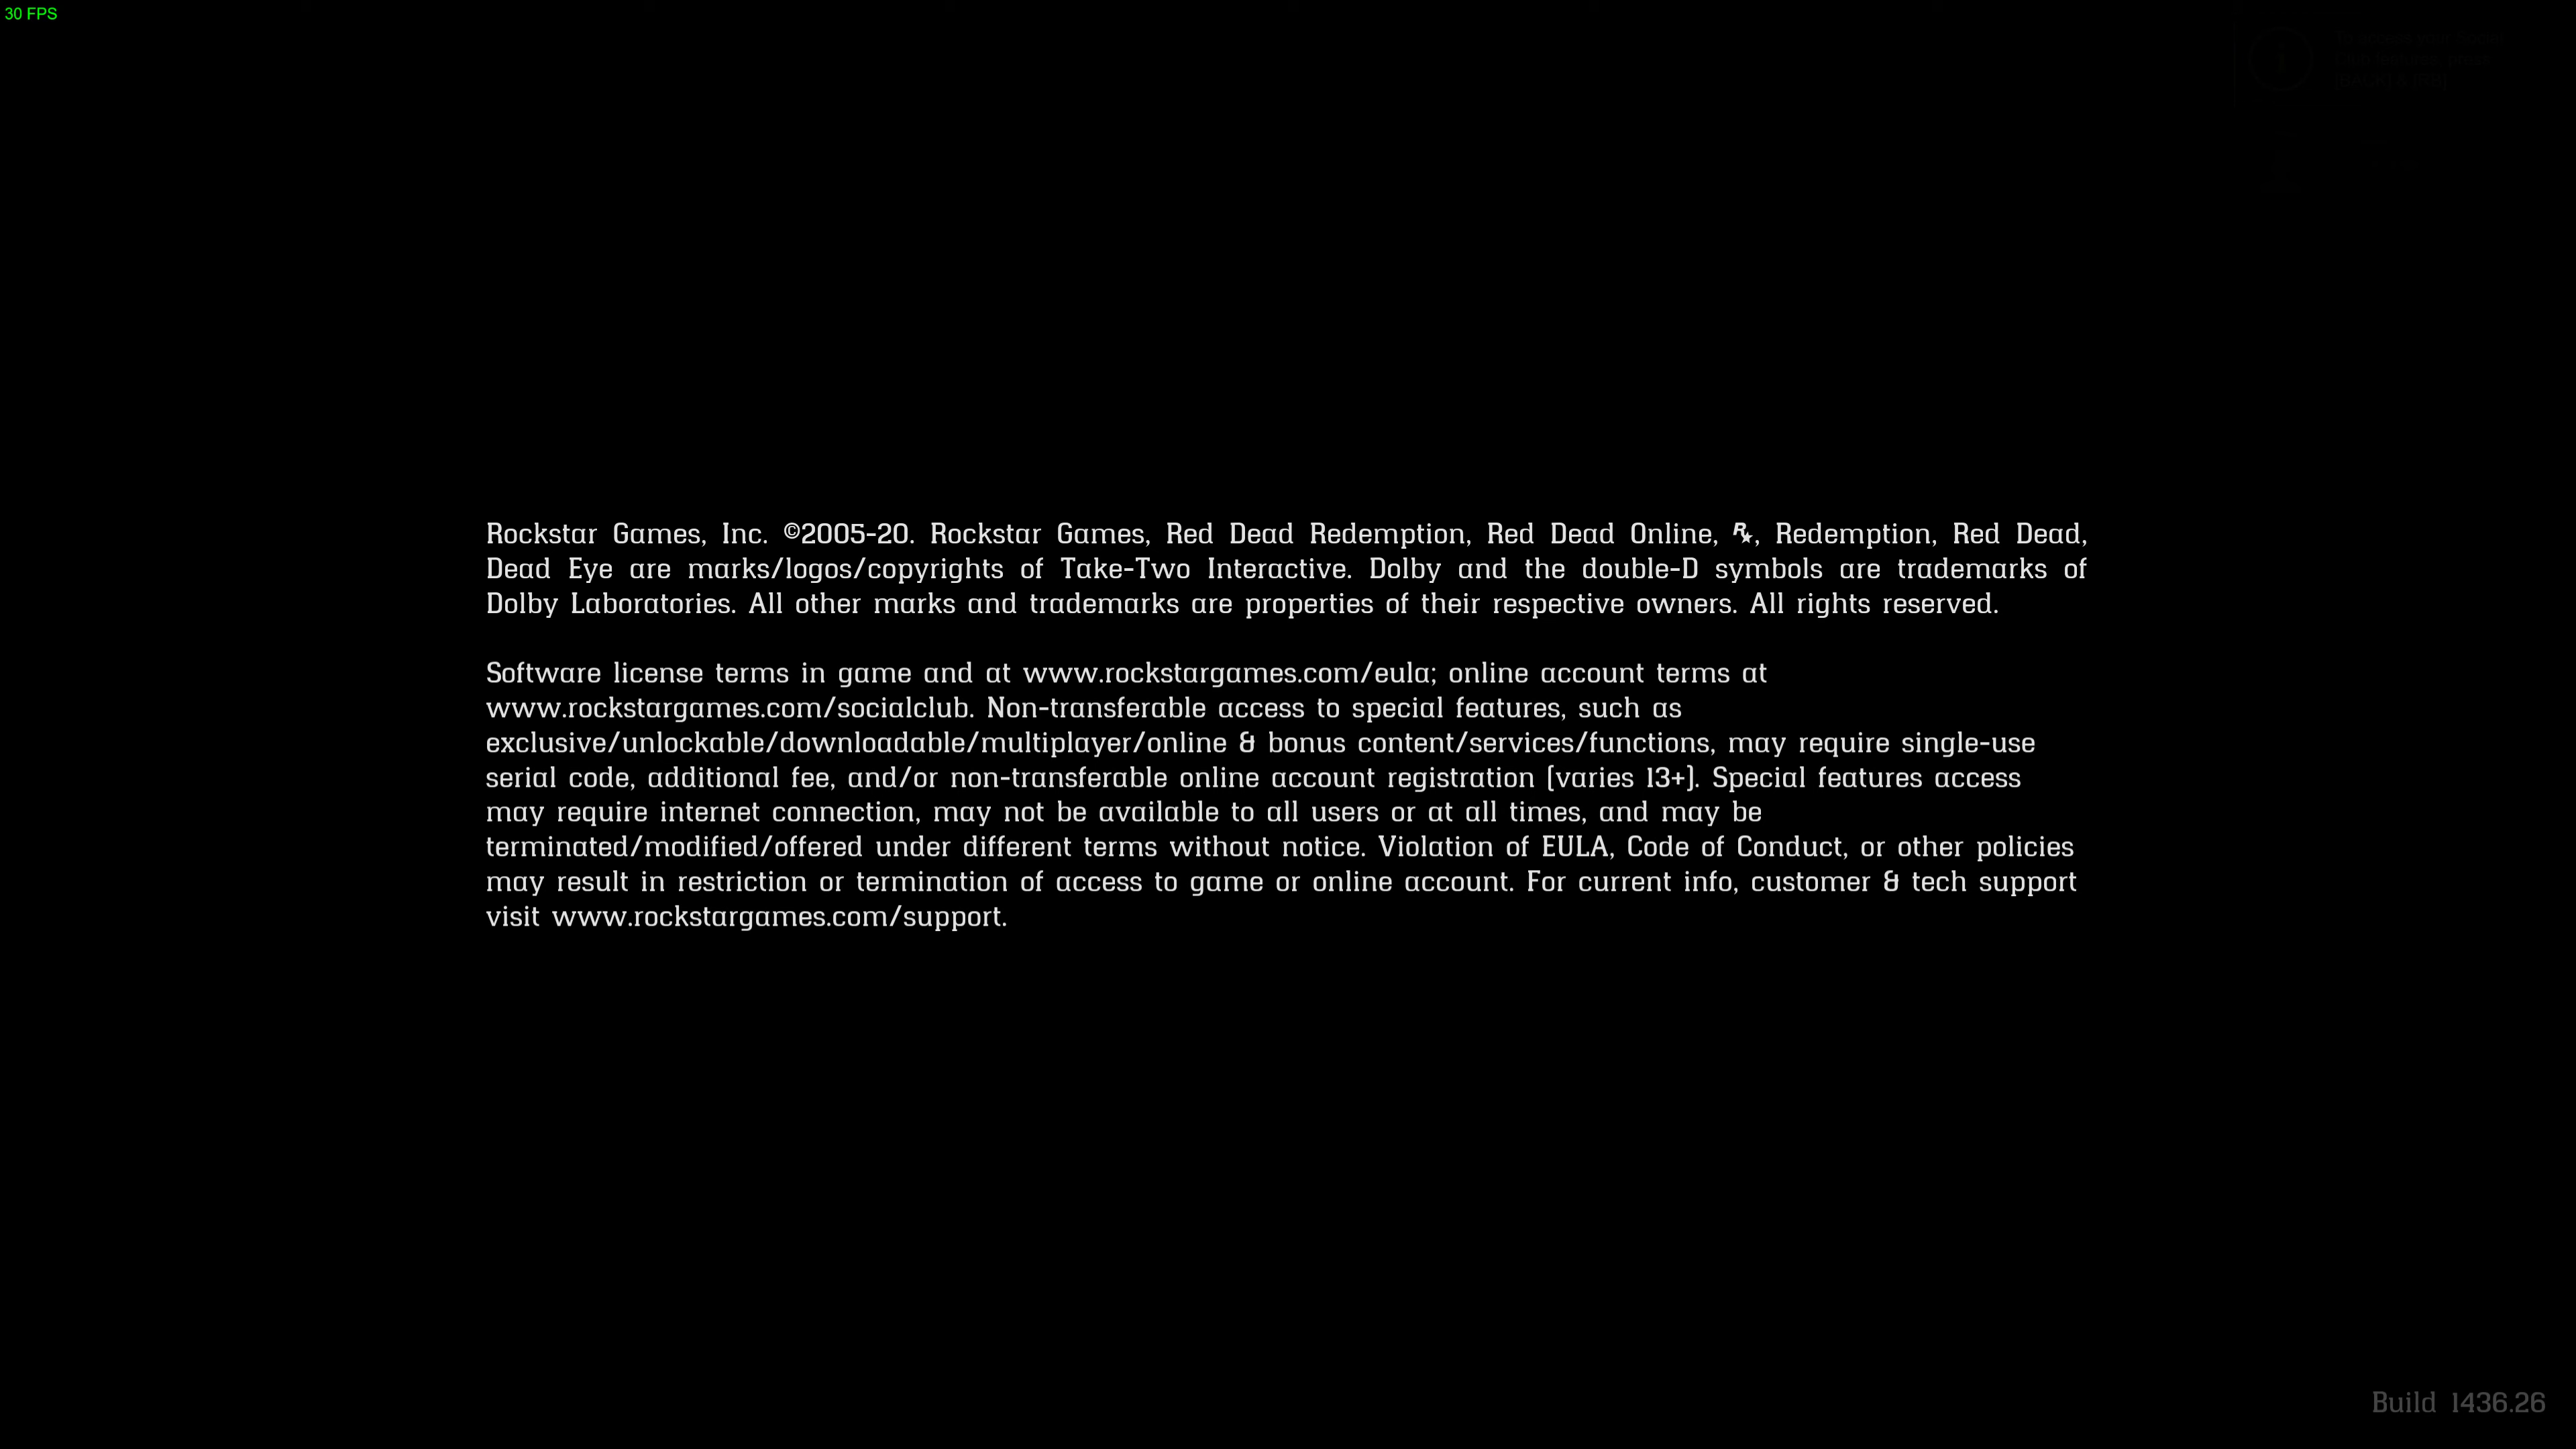 30 FPS
Rockstar Games, Inc. ©2005-20. Rockstar Games, Red Dead Redemption, Red Dead Online, R★, Redemption, Red Dead,
Dead Eye are marks/logos/copyrights of Take-Two Interactive. Dolby and the double-D symbols are trademarks of
Dolby Laboratories. All other marks and trademarks are properties of their respective owners. All rights reserved.
Software license terms in game and at www.rockstargames.com/eula; online account terms at
www.rockstargames.com/socialclub. Non-transferable access to special features, such as
exclusive/unlockable/downloadable/multiplayer/online & bonus content/services/functions, may require single-use
serial code, additional fee, and/or non-transferable online account registration (varies 13+). Special features access
may require internet connection, may not be available to all users or at all times, and may be
terminated/modified/offered under different terms without notice. Violation of EULA, Code of Conduct, or other policies
may result in restriction or termination of access to game or online account. For current info, customer & tech support
visit www.rockstargames.com/support.
Build 1436.26